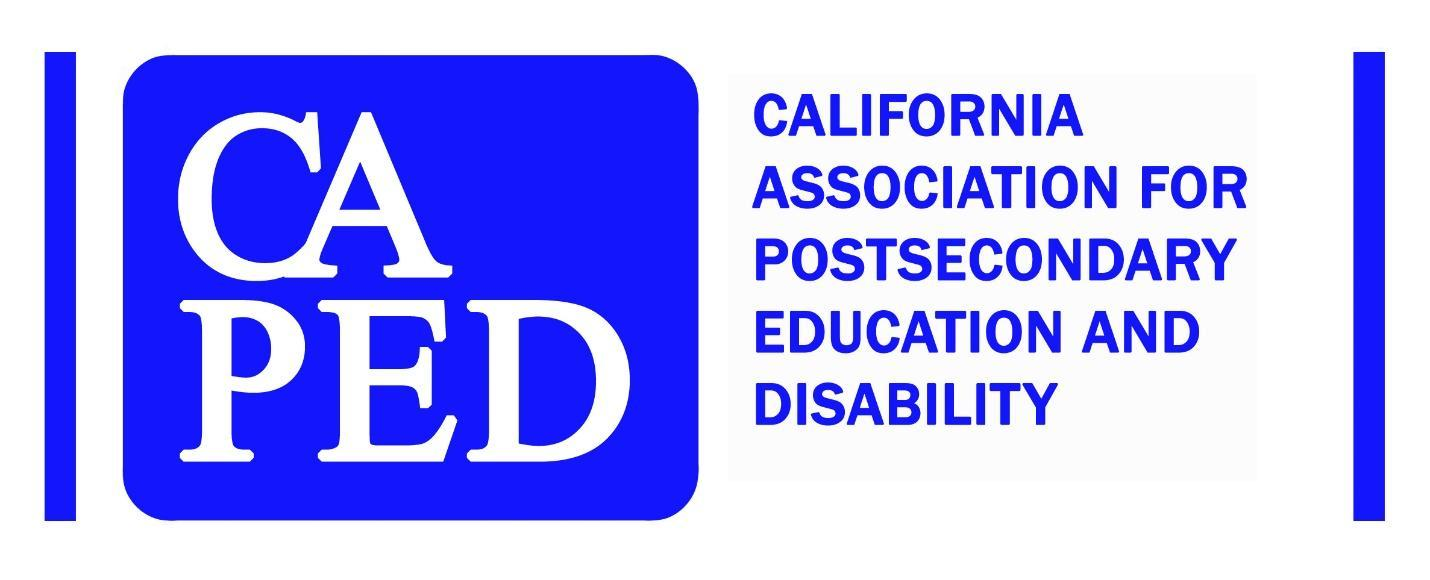 CA
PED
CALIFORNIA
ASSOCIATION FOR
POSTSECONDARY
EDUCATION AND
DISABILITY